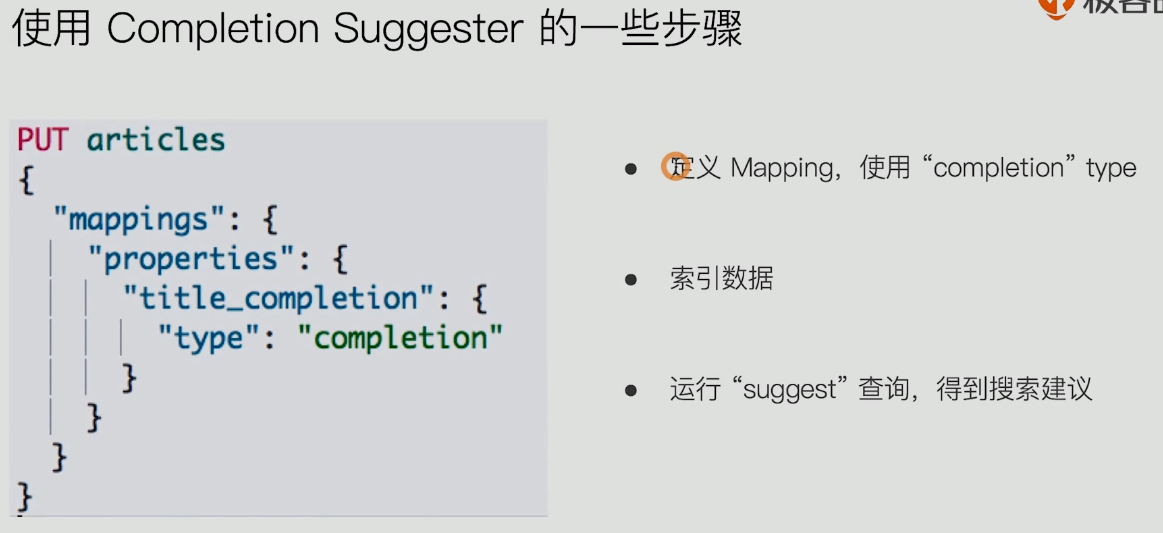 使用 Completion Suggester 的一些步骤
PUT articles
{
"mappings": {
"properties": {
"title_completion": {
"type": "completion"
}
}
}
}
定义 Mapping，使用 “completion” type
索引数据
运行 “suggest” 查询，得到搜索建议